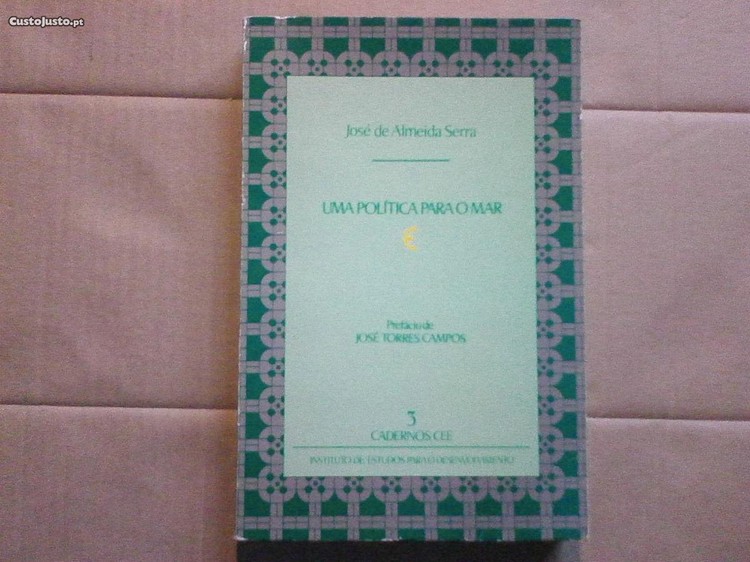 CustoJusto.pt
José de Almeida Serra
UMA POLÍTICA PARA O MAR
Prefácio de
JOSÉ TORRES CAMPOS
3
CADERNOS CEE
INSTITUTO DE ESTUDOS PARA O DESENVOLVIMENTO